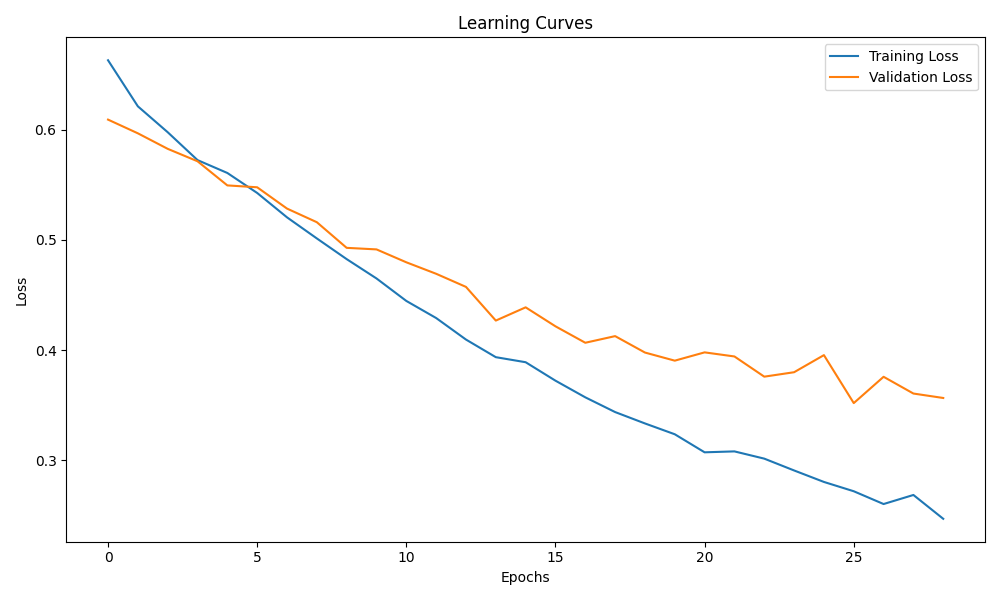 Learning Curves
Training Loss
Validation Loss
0.6
0.5
0.4
0.3
Loss
0 5 10 15 20 25
Epochs